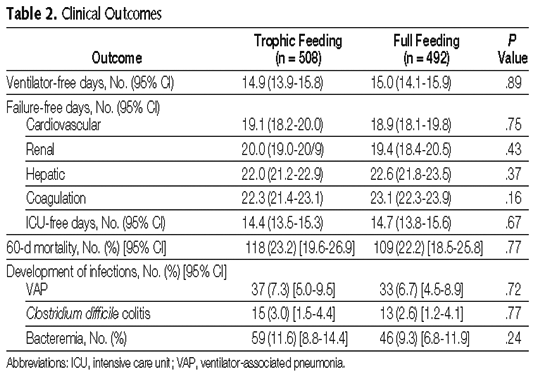 Table 2. Clinical Outcomes
Outcome Trophic Feeding (n = 508) Full Feeding (n = 492) P Value
Ventilator-free days, No. (95% CI) 14.9 (13.9-15.8) 15.0 (14.1-15.9) .89
Failure-free days, No. (95% CI)
Cardiovascular 19.1 (18.2-20.0) 18.9 (18.1-19.8) .75
Renal 20.0 (19.0-20/9) 19.4 (18.4-20.5) .43
Hepatic 22.0 (21.2-22.9) 22.6 (21.8-23.5) .37
Coagulation 22.3 (21.4-23.1) 23.1 (22.3-23.9) .16
ICU-free days, No. (95% CI) 14.4 (13.5-15.3) 14.7 (13.8-15.6) .67
60-d mortality, No. (%) [95% CI] 118 (23.2) [19.6-26.9] 109 (22.2) [18.5-25.8] .77
Development of infections, No. (%) [95% CI]
VAP 37 (7.3) [5.0-9.5] 33 (6.7) [4.5-8.9] .72
Clostridium difficile colitis 15 (3.0) [1.5-4.4] 13 (2.6) [1.2-4.1] .77
Bacteremia, No. (%) 59 (11.6) [8.8-14.4] 46 (9.3) [6.8-11.9] .24
Abbreviations: ICU, intensive care unit; VAP, ventilator-associated pneumonia.